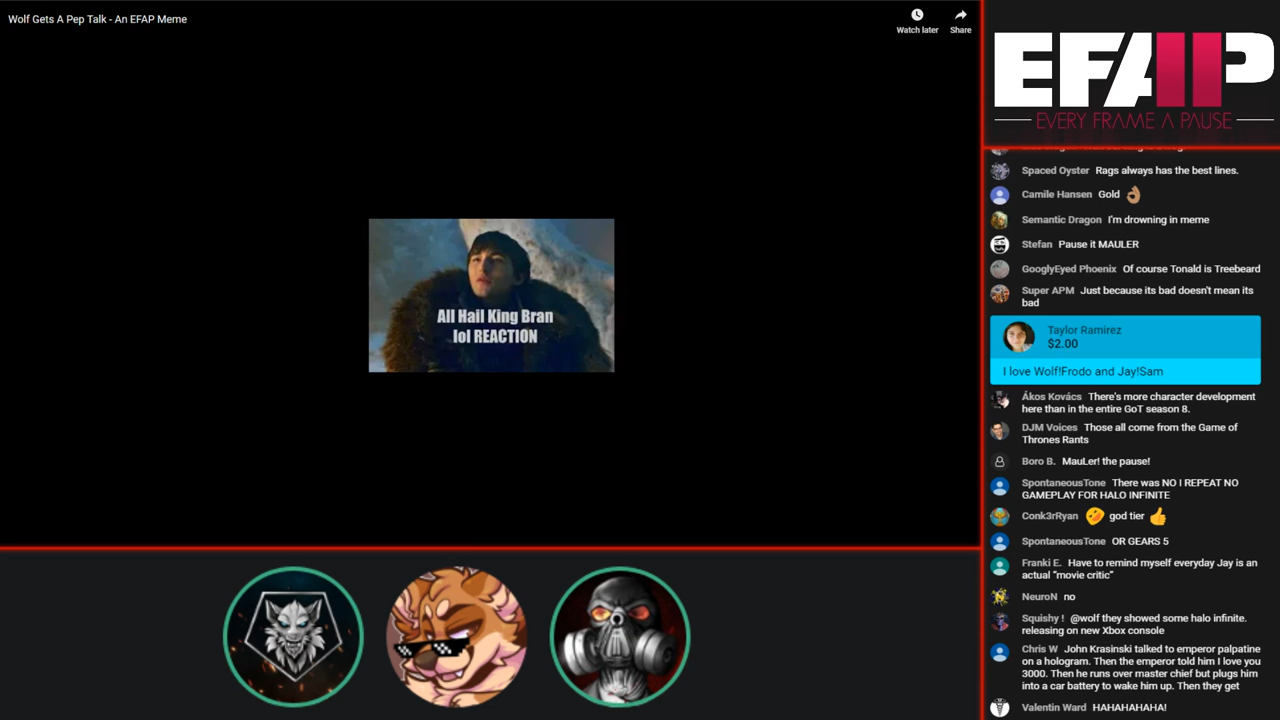 Wolf Gets A Pep Talk - An EFAP Meme
Watch later
Share
All Hail King Bran
lol REACTION
EFAP
EVERY FRAME A PAUSE
Spaced Oyster Rags always has the best lines.
Camile Hansen Gold 👌🏽
Semantic Dragon I'm drowning in meme
Stefan Pause it MAULER
GooglyEyed Phoenix Of course Tonald is Treebeard
Super APM Just because its bad doesn't mean its
bad
Taylor Ramirez
$2.00
I love Wolf!Frodo and Jay!Sam
Ákos Kovács There's more character development
here than in the entire GoT season 8.
DJM Voices Those all come from the Game of
Thrones Rants
Boro B. MauLer! the pause!
SpontaneousTone There was NO I REPEAT NO
GAMEPLAY FOR HALO INFINITE
Conk3rRyan 🤣 god tier 👍
SpontaneousTone OR GEARS 5
Franki E. Have to remind myself everyday Jay is an
actual “movie critic”
NeuroN no
Squishy ! @wolf they showed some halo infinite.
releasing on new Xbox console
Chris W John Krasinski talked to emperor palpatine
on a hologram. Then the emperor told him I love you
3000. Then he runs over master chief but plugs him
into a car battery to wake him up. Then they get
Valentin Ward HAHAHAHAHA!